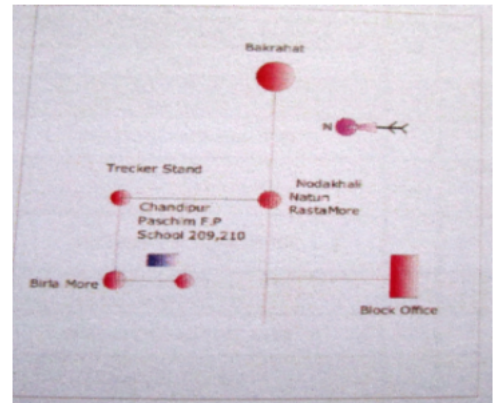 Bakrahat
N
Trecker Stand
Nodakhali
Natun
RastaMore
Chandipur
Paschim F.P
School 209,210
Birla More
Block Office